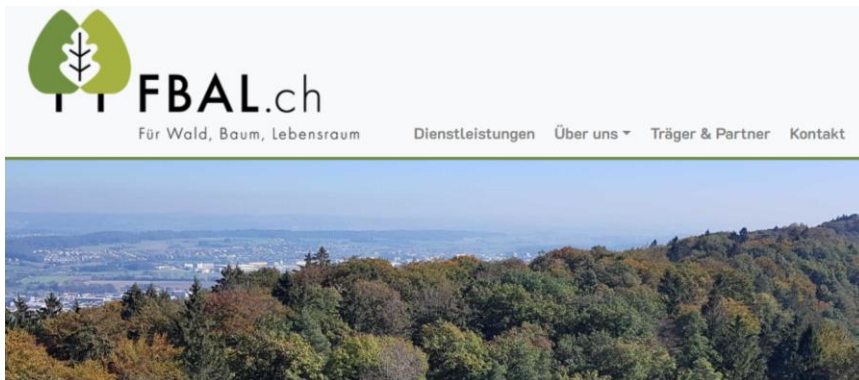 FBAL.ch
Für Wald, Baum, Lebensraum
Dienstleistungen Über uns Träger & Partner Kontakt